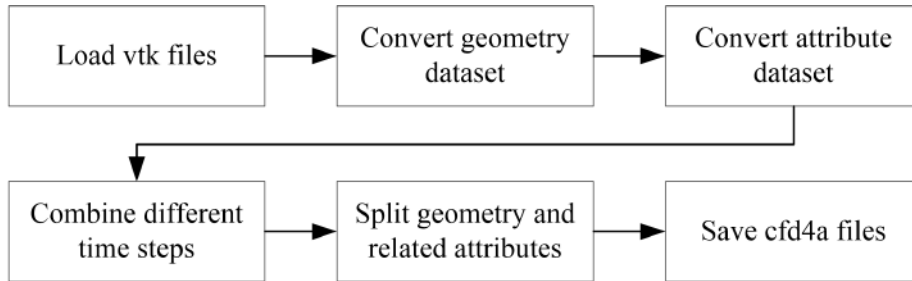 Load vtk files
Convert geometry
dataset
Convert attribute
dataset
Combine different
time steps
Split geometry and
related attributes
Save cfd4a files